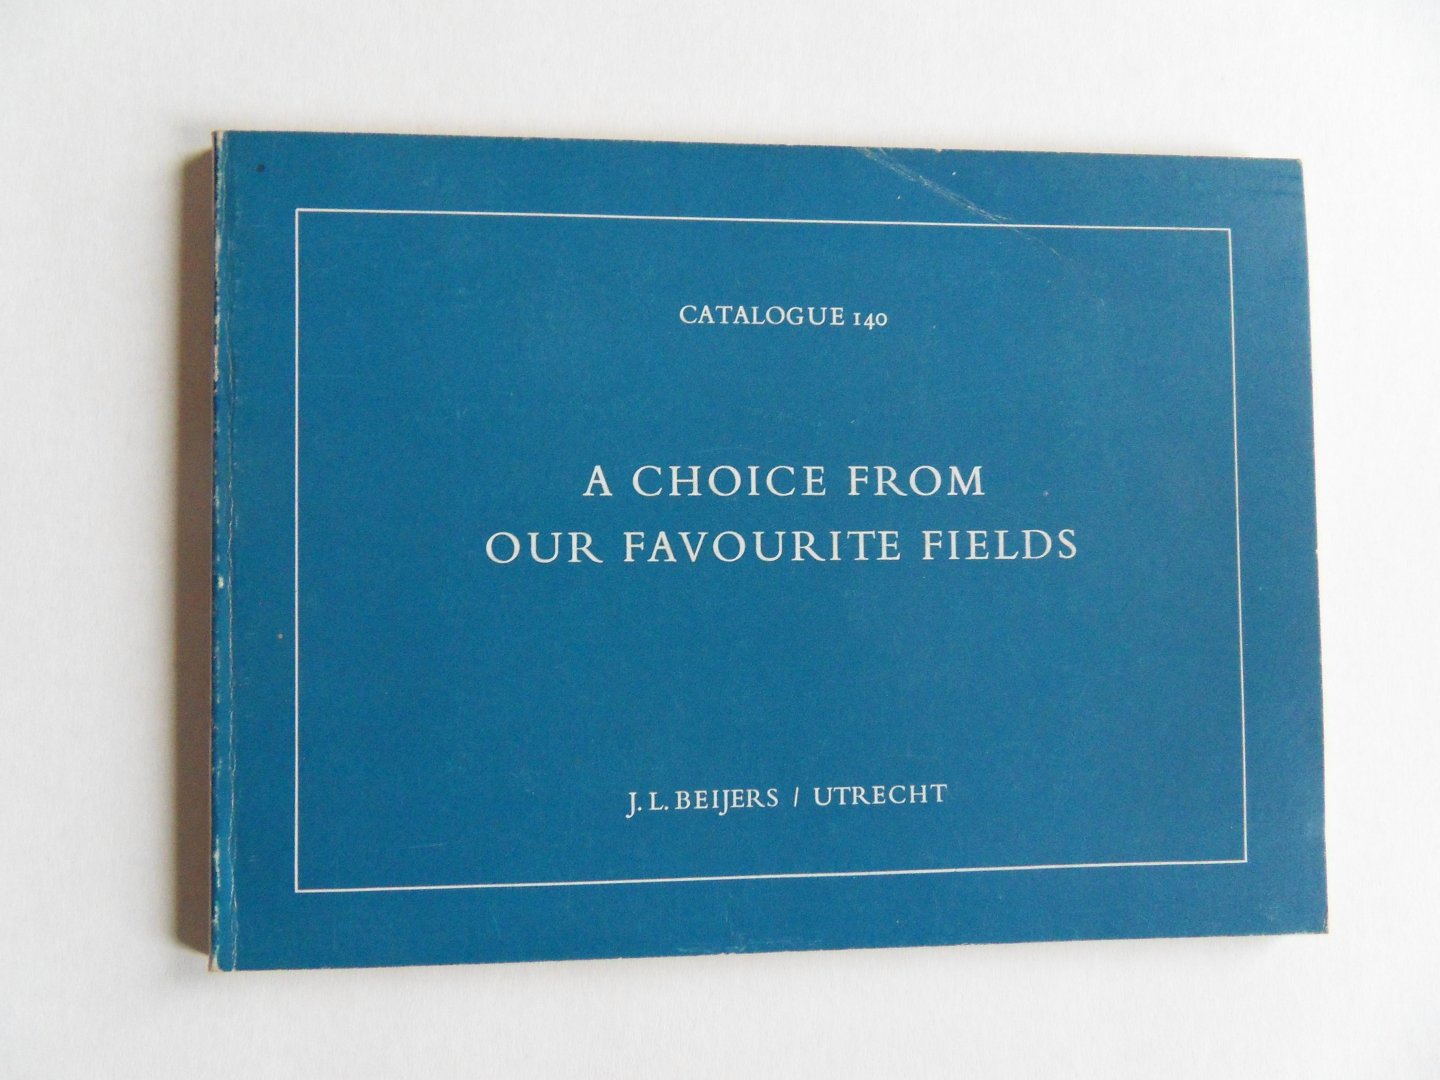 CATALOGUE 140
A CHOICE FROM
OUR FAVOURITE FIELDS
J. L. BEIJERS / UTRECHT